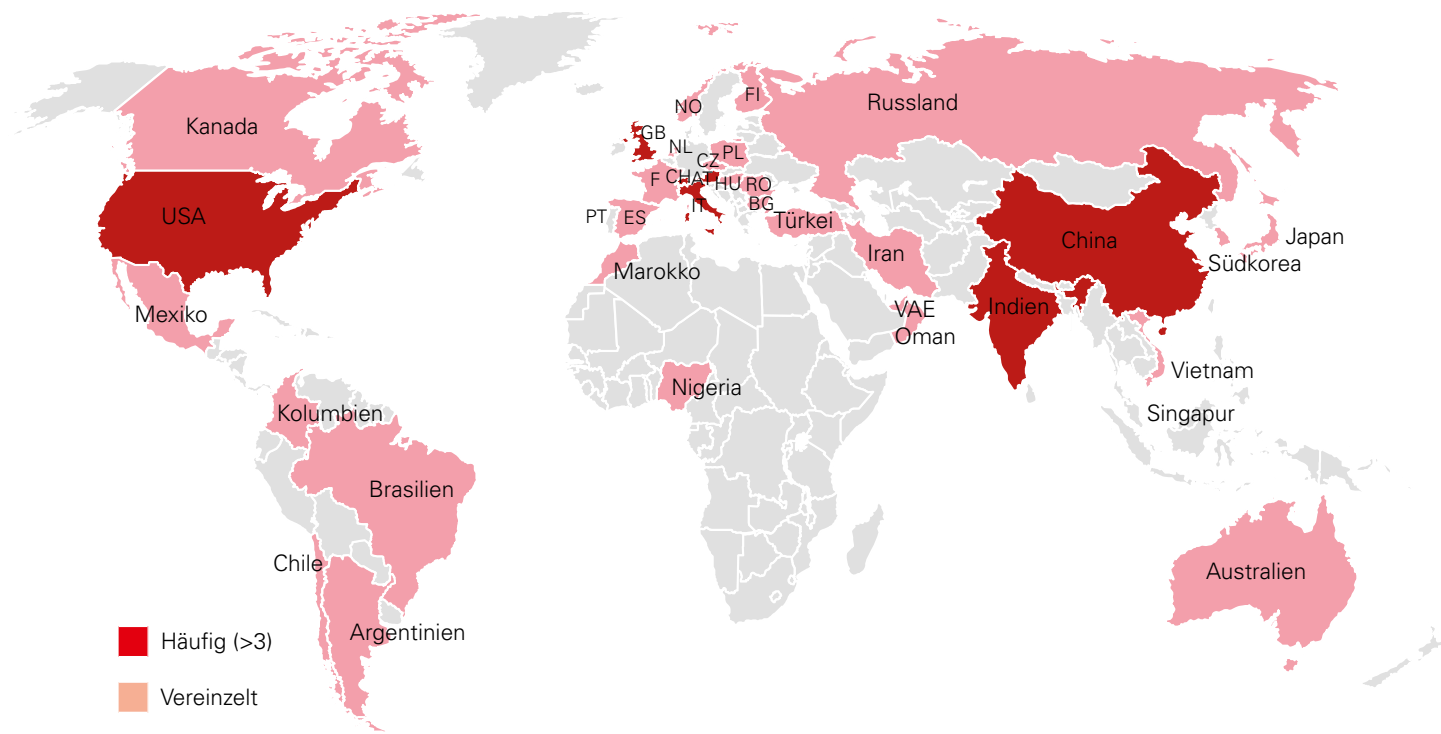 Kanada
USA
Mexiko
Kolumbien
Brasilien
Chile
Argentinien
NO
FI
GB
NL
CZ
PL
F
CH
AT
HU
RO
BG
IT
PT
ES
Türkei
Marokko
Nigeria
Russland
Iran
VAE
Oman
Indien
China
Japan
Südkorea
Vietnam
Singapur
Australien
Häufig (>3)
Vereinzelt